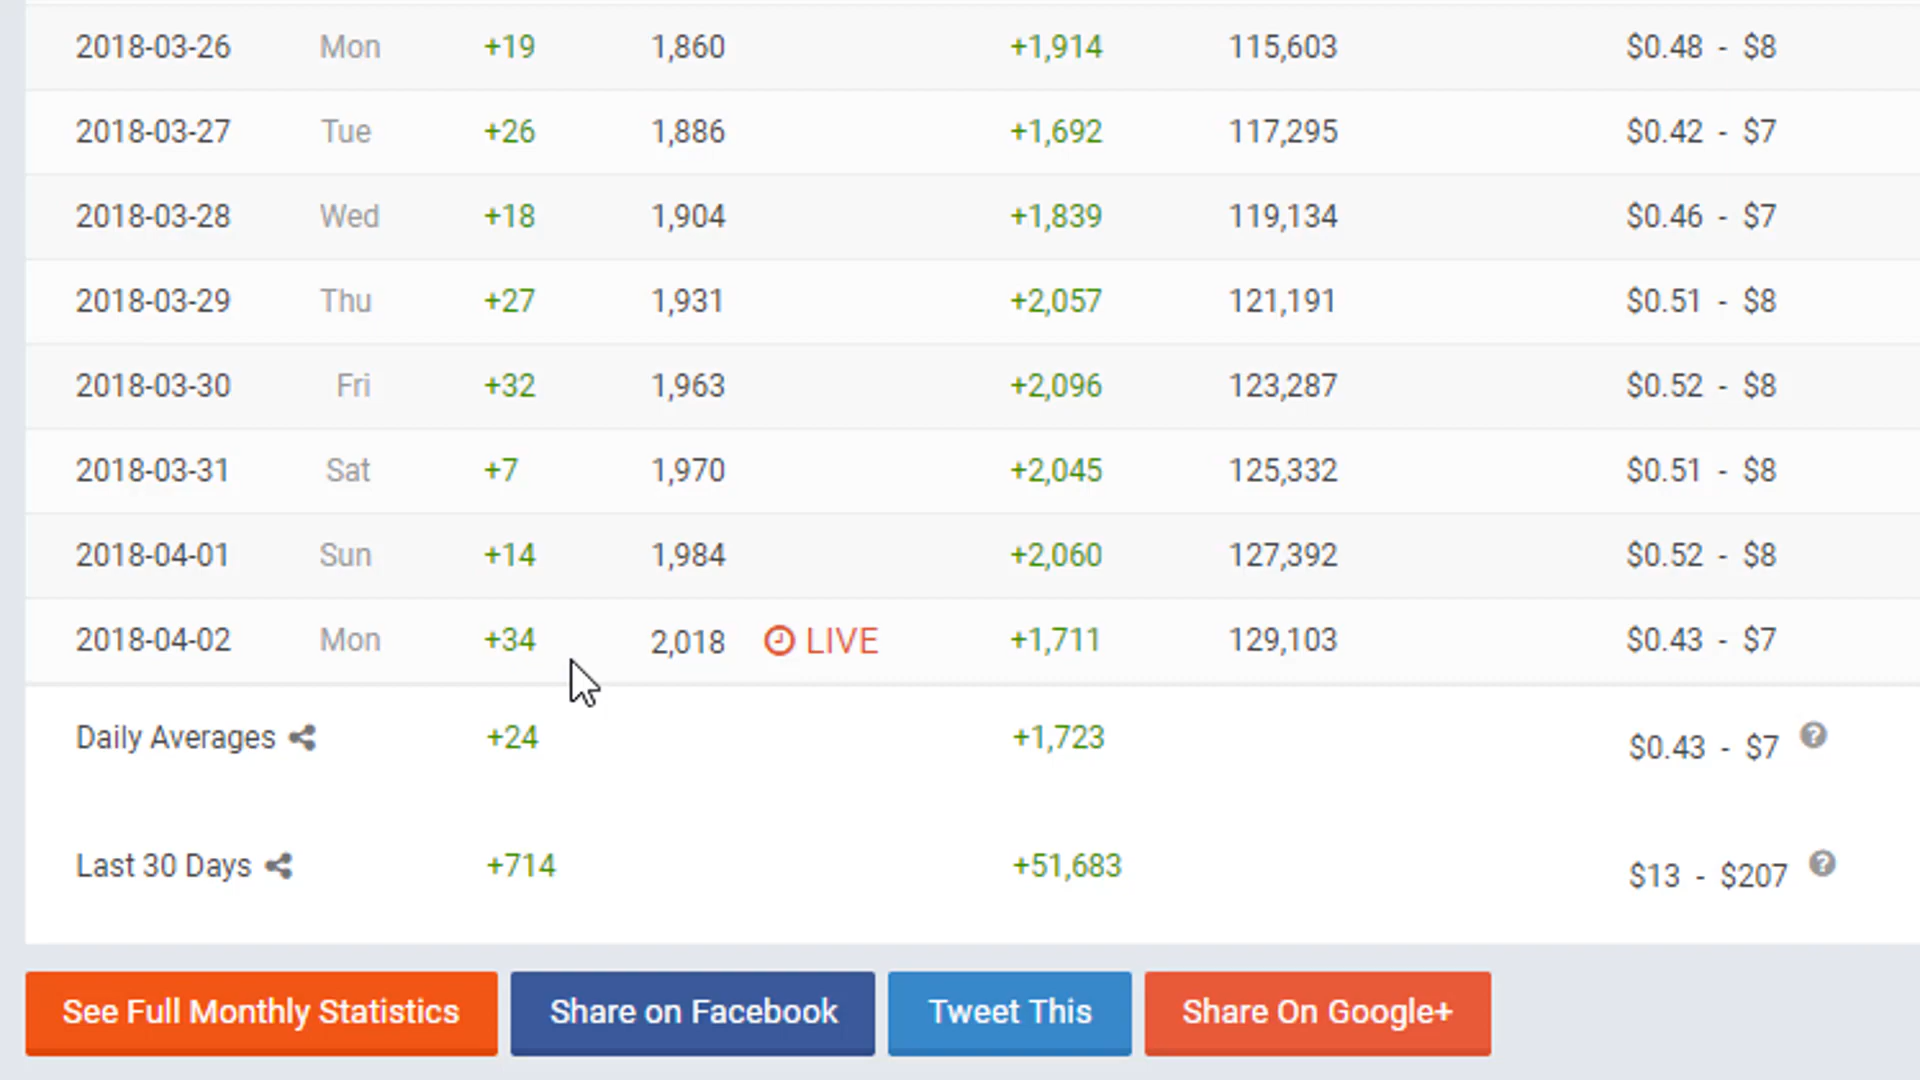 2018-03-26 Mon +19 1,860 +1,914 115,603 $0.48 - $8
2018-03-27 Tue +26 1,886 +1,692 117,295 $0.42 - $7
2018-03-28 Wed +18 1,904 +1,839 119,134 $0.46 - $7
2018-03-29 Thu +27 1,931 +2,057 121,191 $0.51 - $8
2018-03-30 Fri +32 1,963 +2,096 123,287 $0.52 - $8
2018-03-31 Sat +7 1,970 +2,045 125,332 $0.51 - $8
2018-04-01 Sun +14 1,984 +2,060 127,392 $0.52 - $8
2018-04-02 Mon +34 2,018 LIVE +1,711 129,103 $0.43 - $7
Daily Averages +24 +1,723 $0.43 - $7 ?
Last 30 Days +714 +51,683 $13 - $207 ?
See Full Monthly Statistics Share on Facebook Tweet This Share On Google+